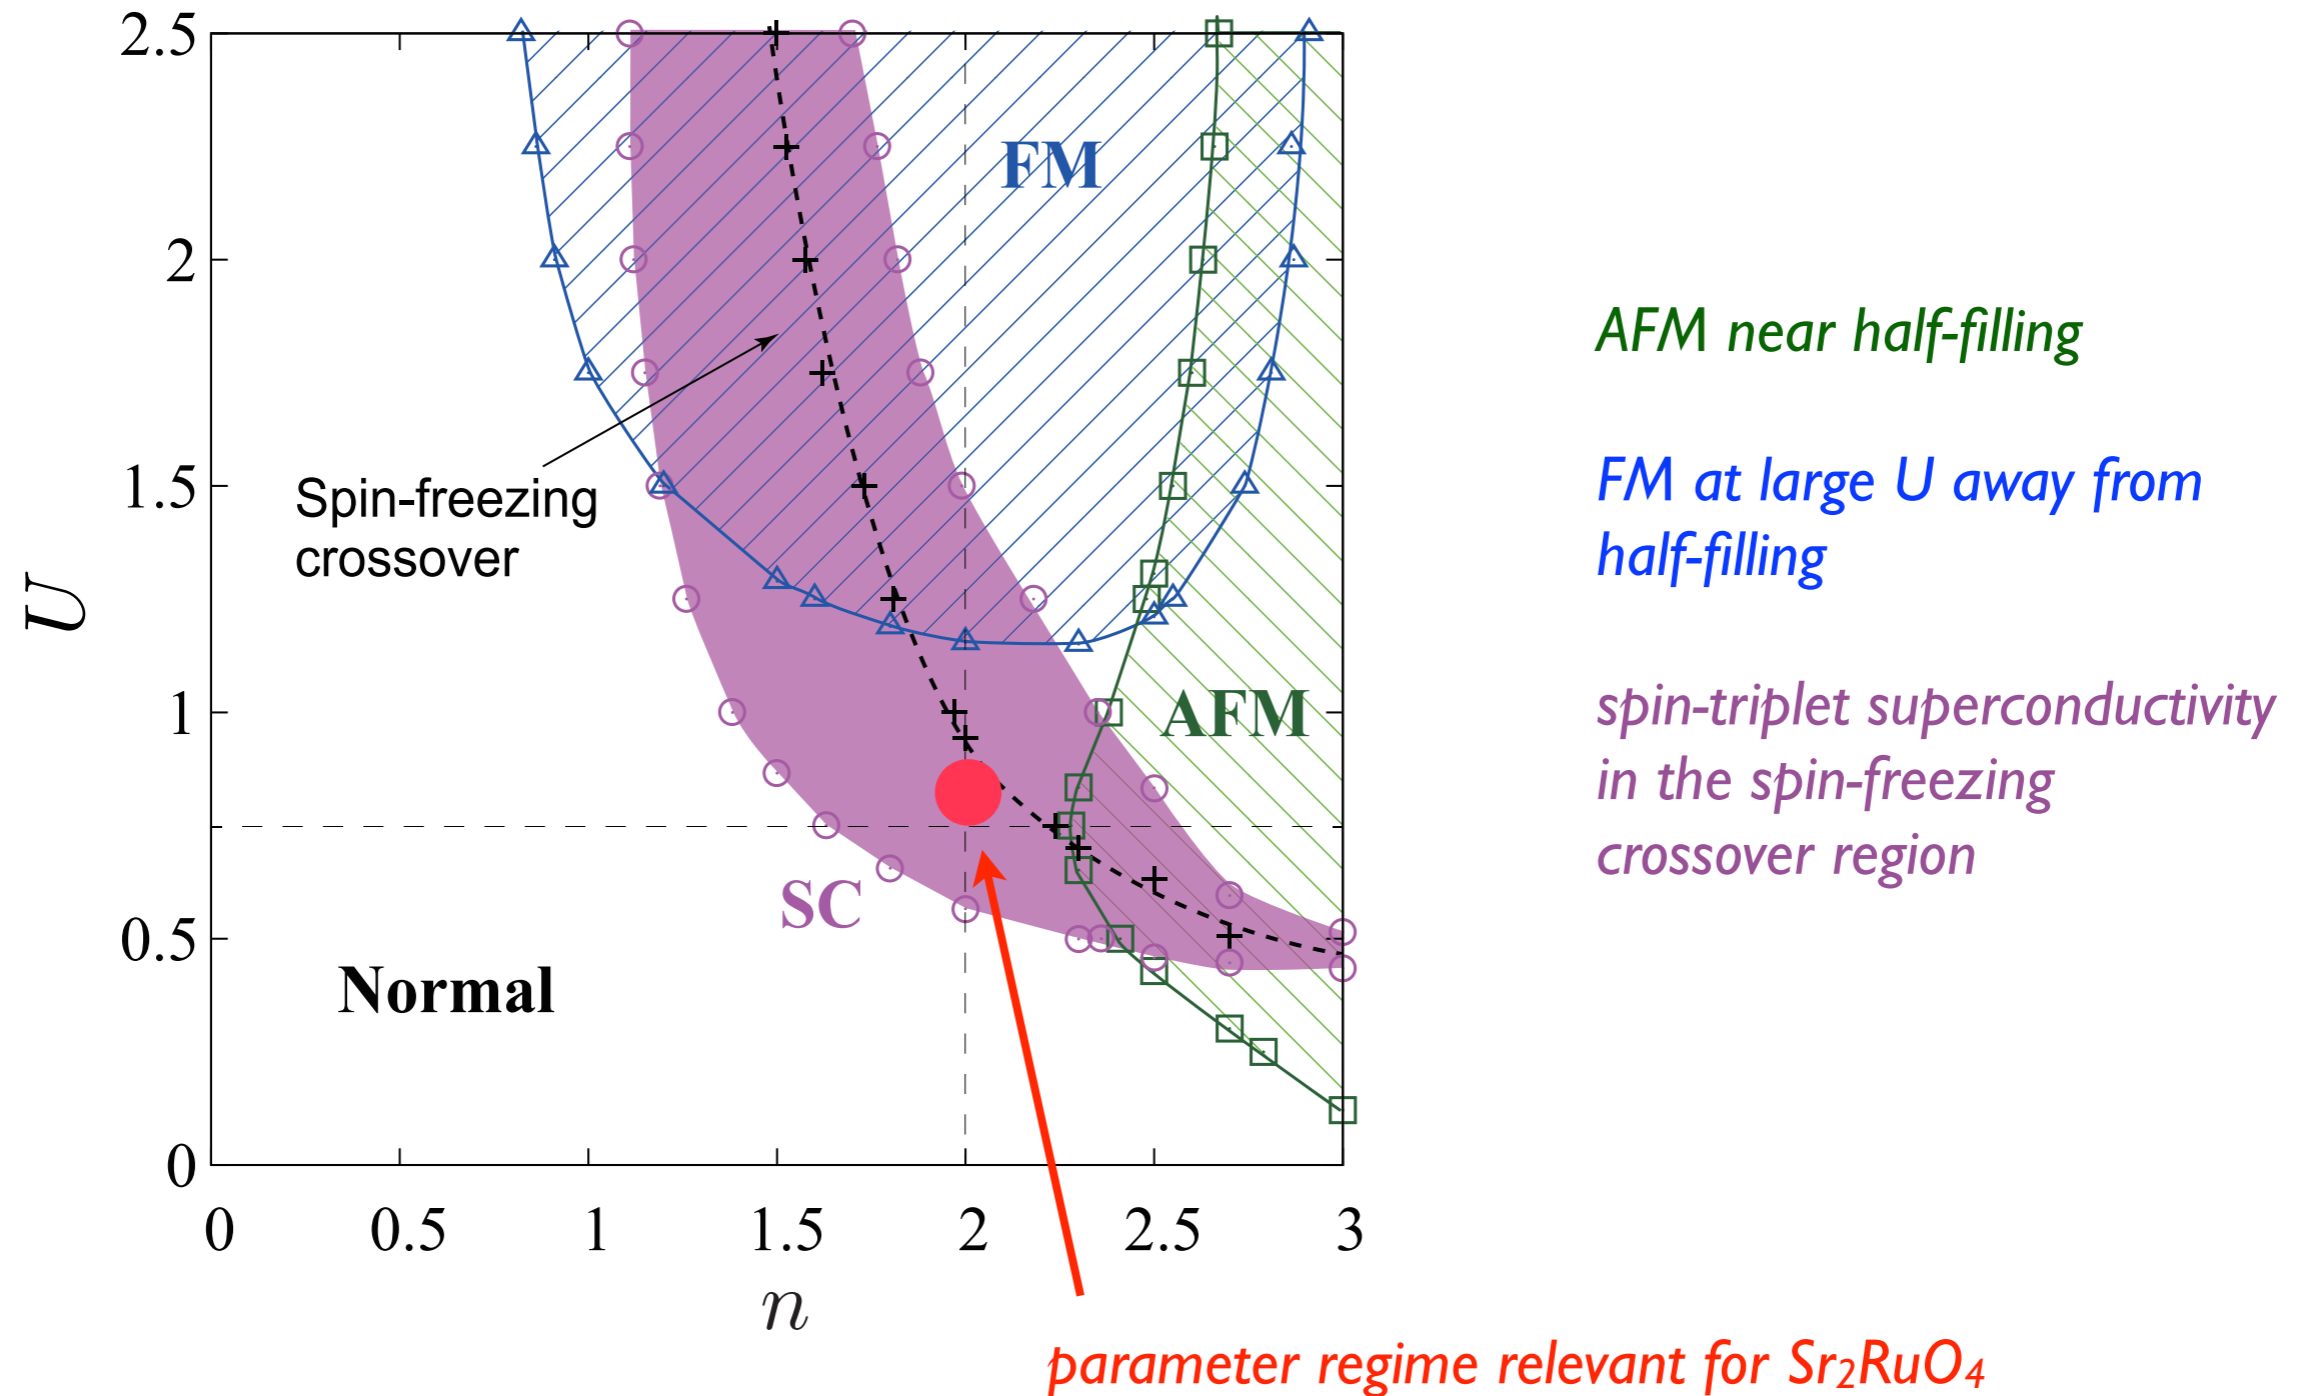 2.5
2
1.5
1
0.5
0
U
FM
Spin-freezing
crossover
AFM
SC
Normal
0 0.5 1 1.5 2 2.5 3
n
AFM near half-filling
FM at large U away from
half-filling
spin-triplet superconductivity
in the spin-freezing
crossover region
parameter regime relevant for Sr₂RuO₄